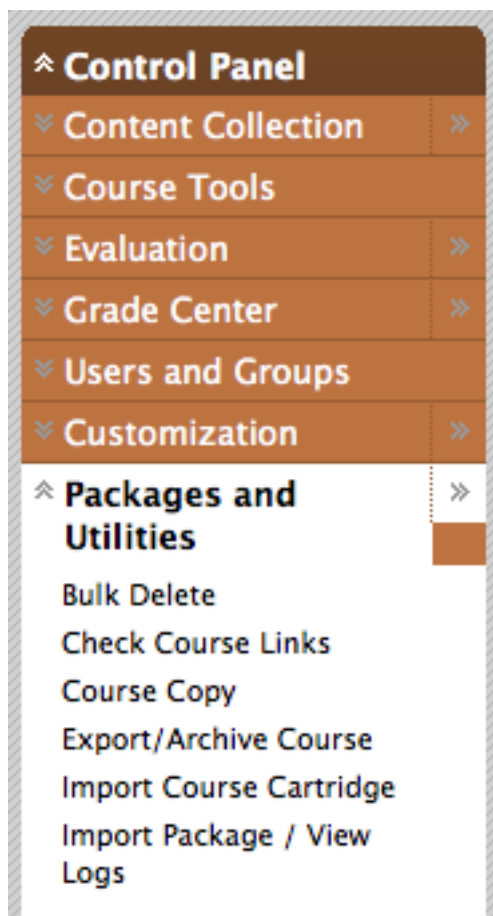 Control Panel
Content Collection
Course Tools
Evaluation
Grade Center
Users and Groups
Customization
Packages and
Utilities
Bulk Delete
Check Course Links
Course Copy
Export/Archive Course
Import Course Cartridge
Import Package / View
Logs